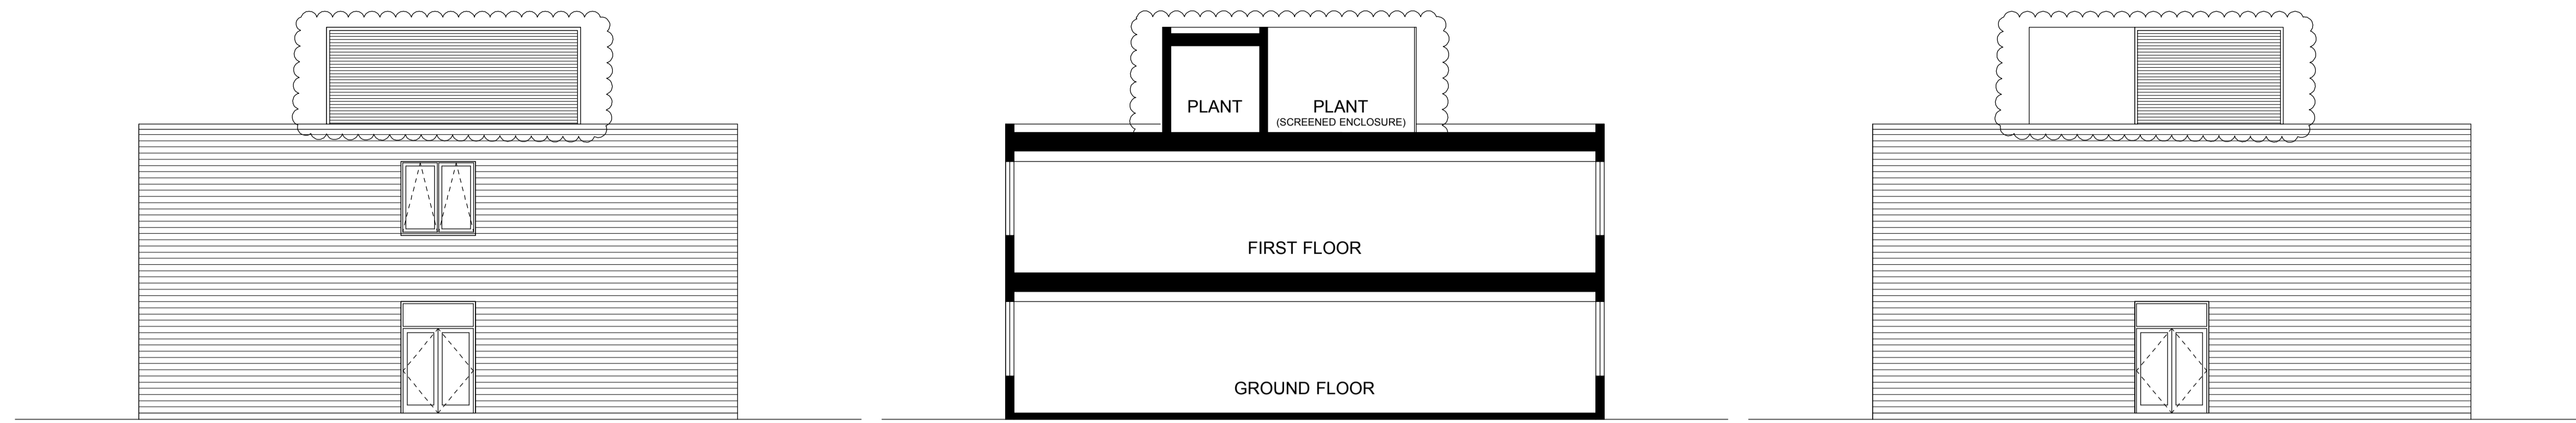 PLANT
PLANT
(SCREENED ENCLOSURE)
FIRST FLOOR
GROUND FLOOR